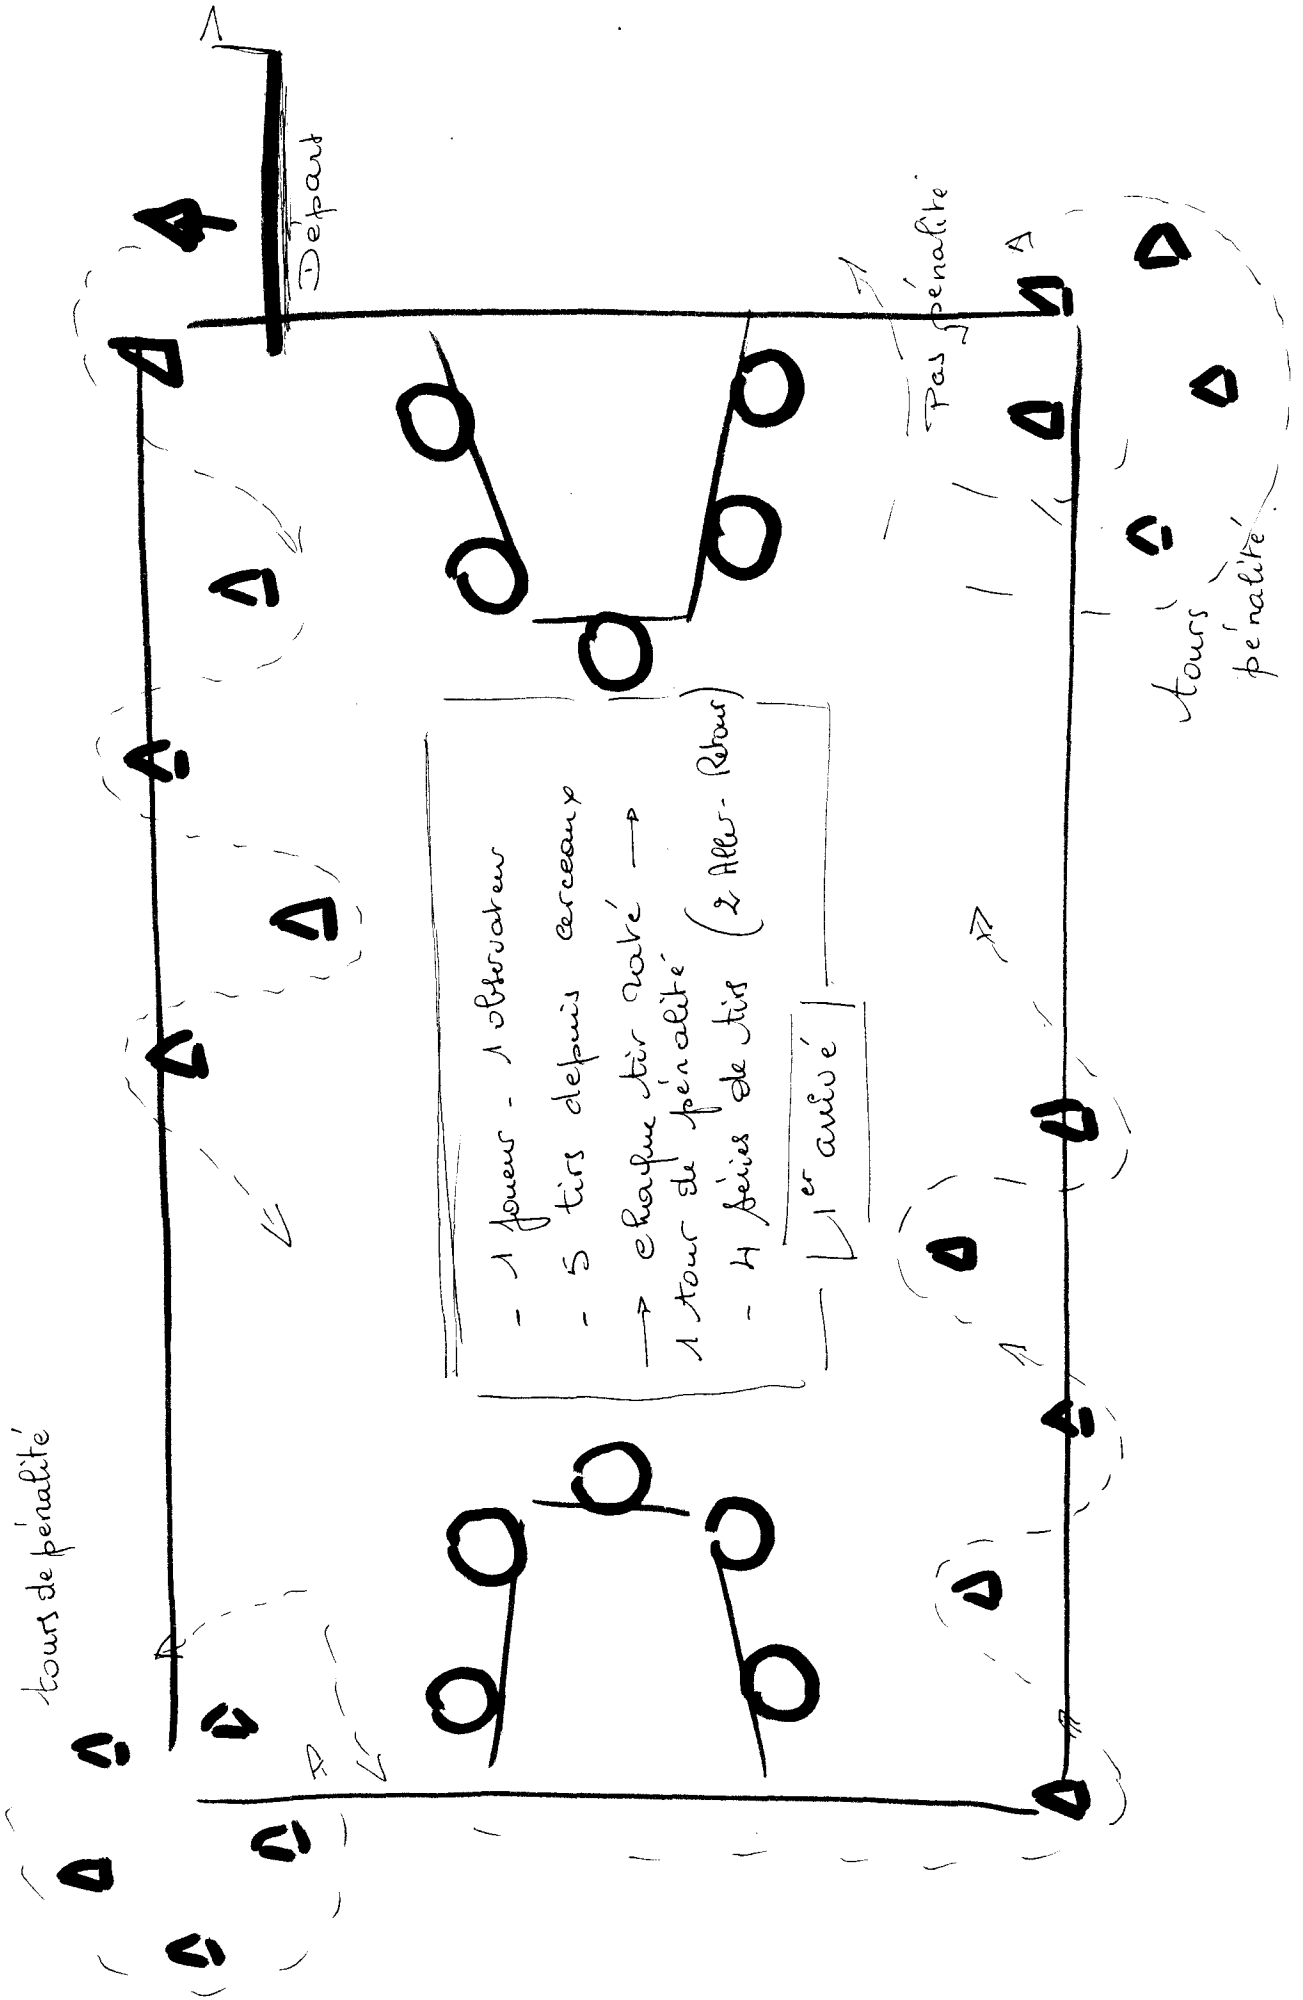 Départ
Pas pénalité
tours
pénalité
- 1 joueur - 1 observateur
- 5 tirs depuis cerceaux
→ chaque tir raté →
1 tour de pénalité
- 4 séries de tirs (2 Aller-Retour)
1er arrivé
tours de pénalité